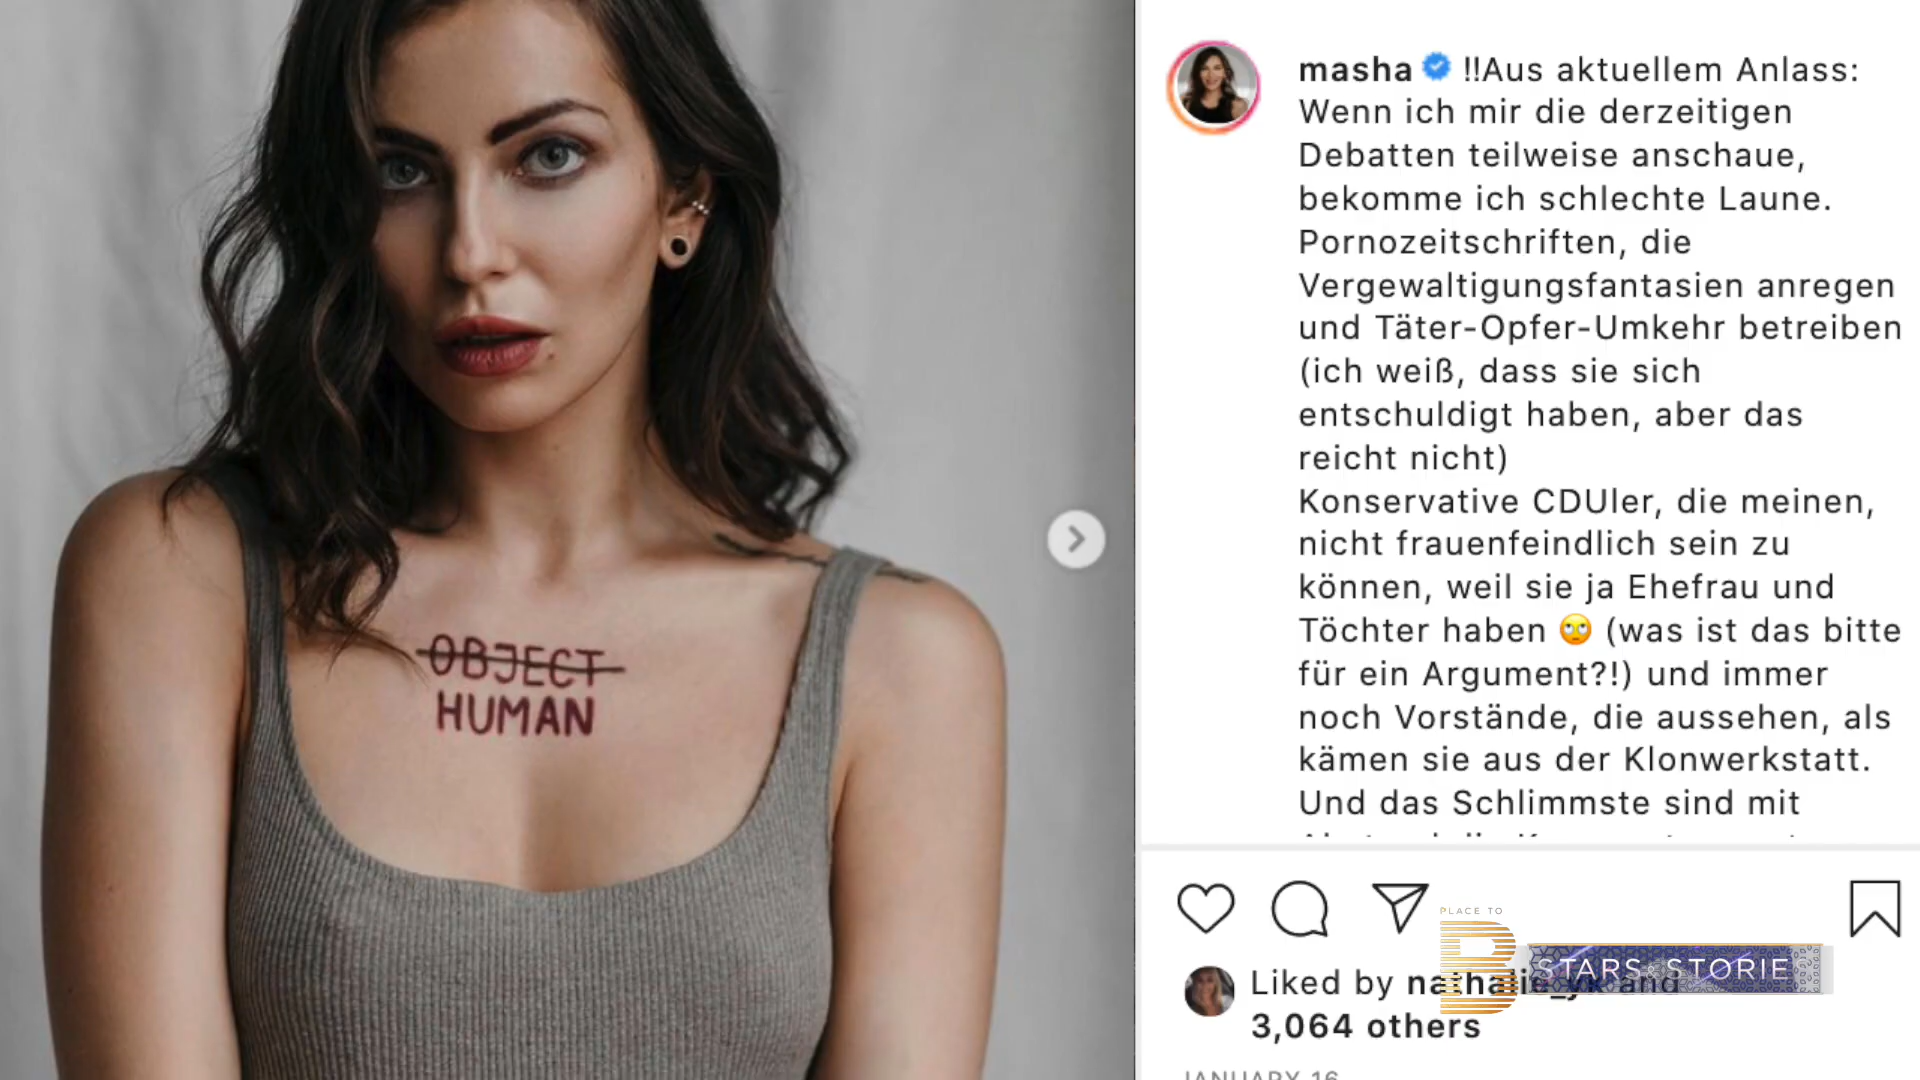 OBJECT
HUMAN
masha ‼Aus aktuellem Anlass:
Wenn ich mir die derzeitigen
Debatten teilweise anschaue,
bekomme ich schlechte Laune.
Pornozeitschriften, die
Vergewaltigungsfantasien anregen
und Täter-Opfer-Umkehr betreiben
(ich weiß, dass sie sich
entschuldigt haben, aber das
reicht nicht)
Konservative CDUler, die meinen,
nicht frauenfeindlich sein zu
können, weil sie ja Ehefrau und
Töchter haben 🙄 (was ist das bitte
für ein Argument?!) und immer
noch Vorstände, die aussehen, als
kämen sie aus der Klonwerkstatt.
Und das Schlimmste sind mit
PLACE TO
B
STARS & STORIE
Liked by nathalie_yk and
3,064 others
JANUARY 16